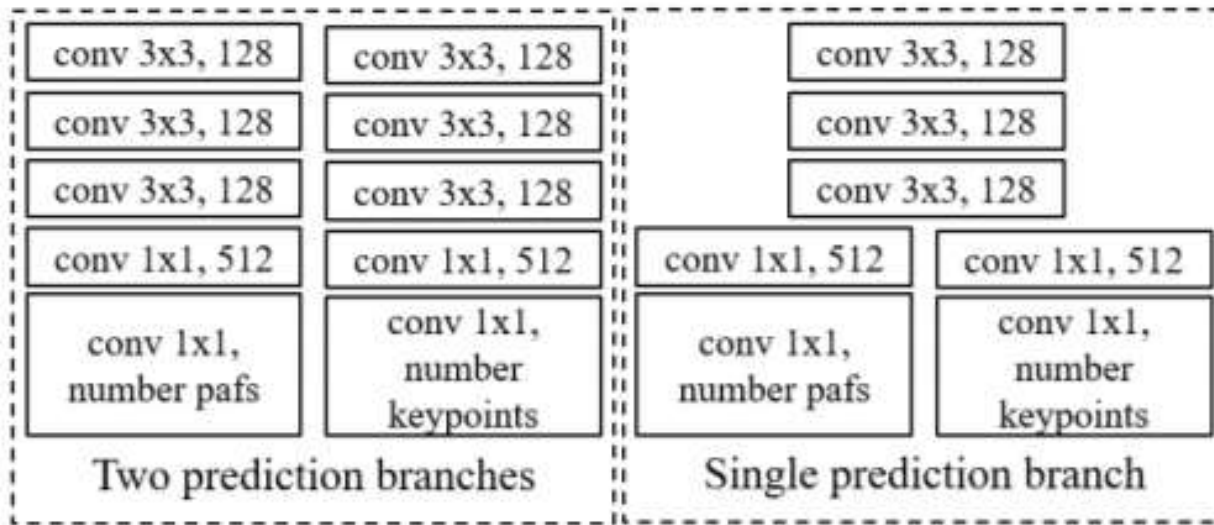 conv 3x3, 128
conv 3x3, 128
conv 3x3, 128
conv 1x1, 512
conv 1x1,
number pafs
conv 3x3, 128
conv 3x3, 128
conv 3x3, 128
conv 1x1, 512
conv 1x1,
number
keypoints
Two prediction branches
conv 3x3, 128
conv 3x3, 128
conv 3x3, 128
conv 1x1, 512
conv 1x1,
number pafs
conv 1x1, 512
conv 1x1,
number
keypoints
Single prediction branch